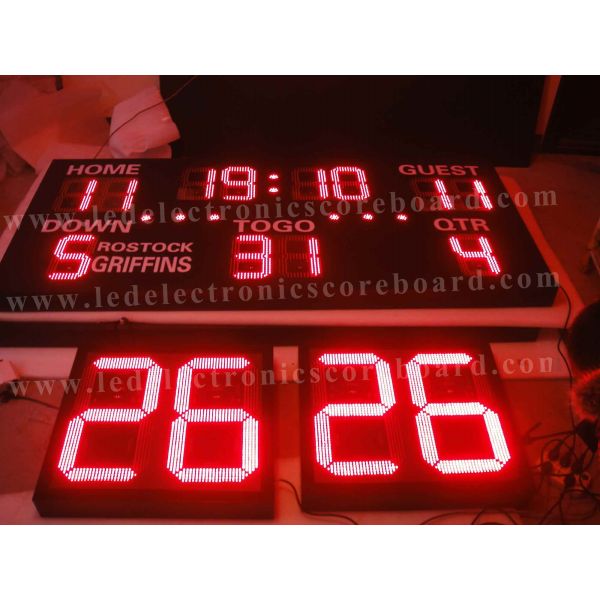 HOME GUEST
11 19:10 11
www.ledelectronicscoreboard.com
DOWN TOGO QTR
5 ROSTOCK GRIFFINS 31 4
www.ledelectronicscoreboard.com
26 26
www.ledelectronicscoreboard.com